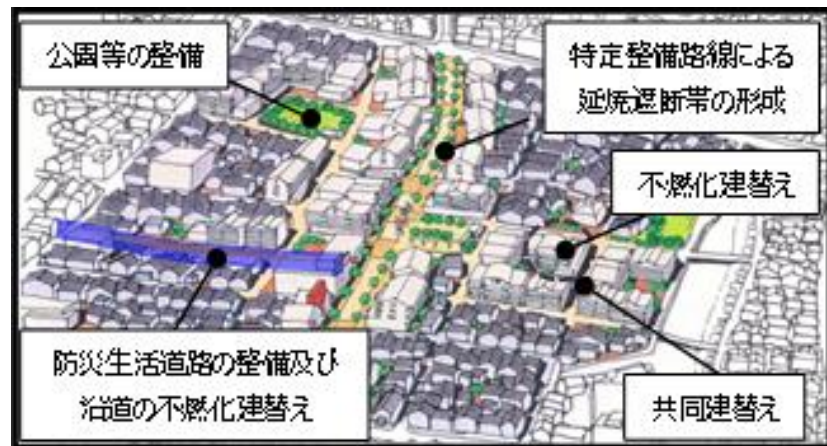 公園等の整備
特定整備路線による
延焼遮断帯の形成
不燃化建替え
防災生活道路の整備及び
沿道の不燃化建替え
共同建替え